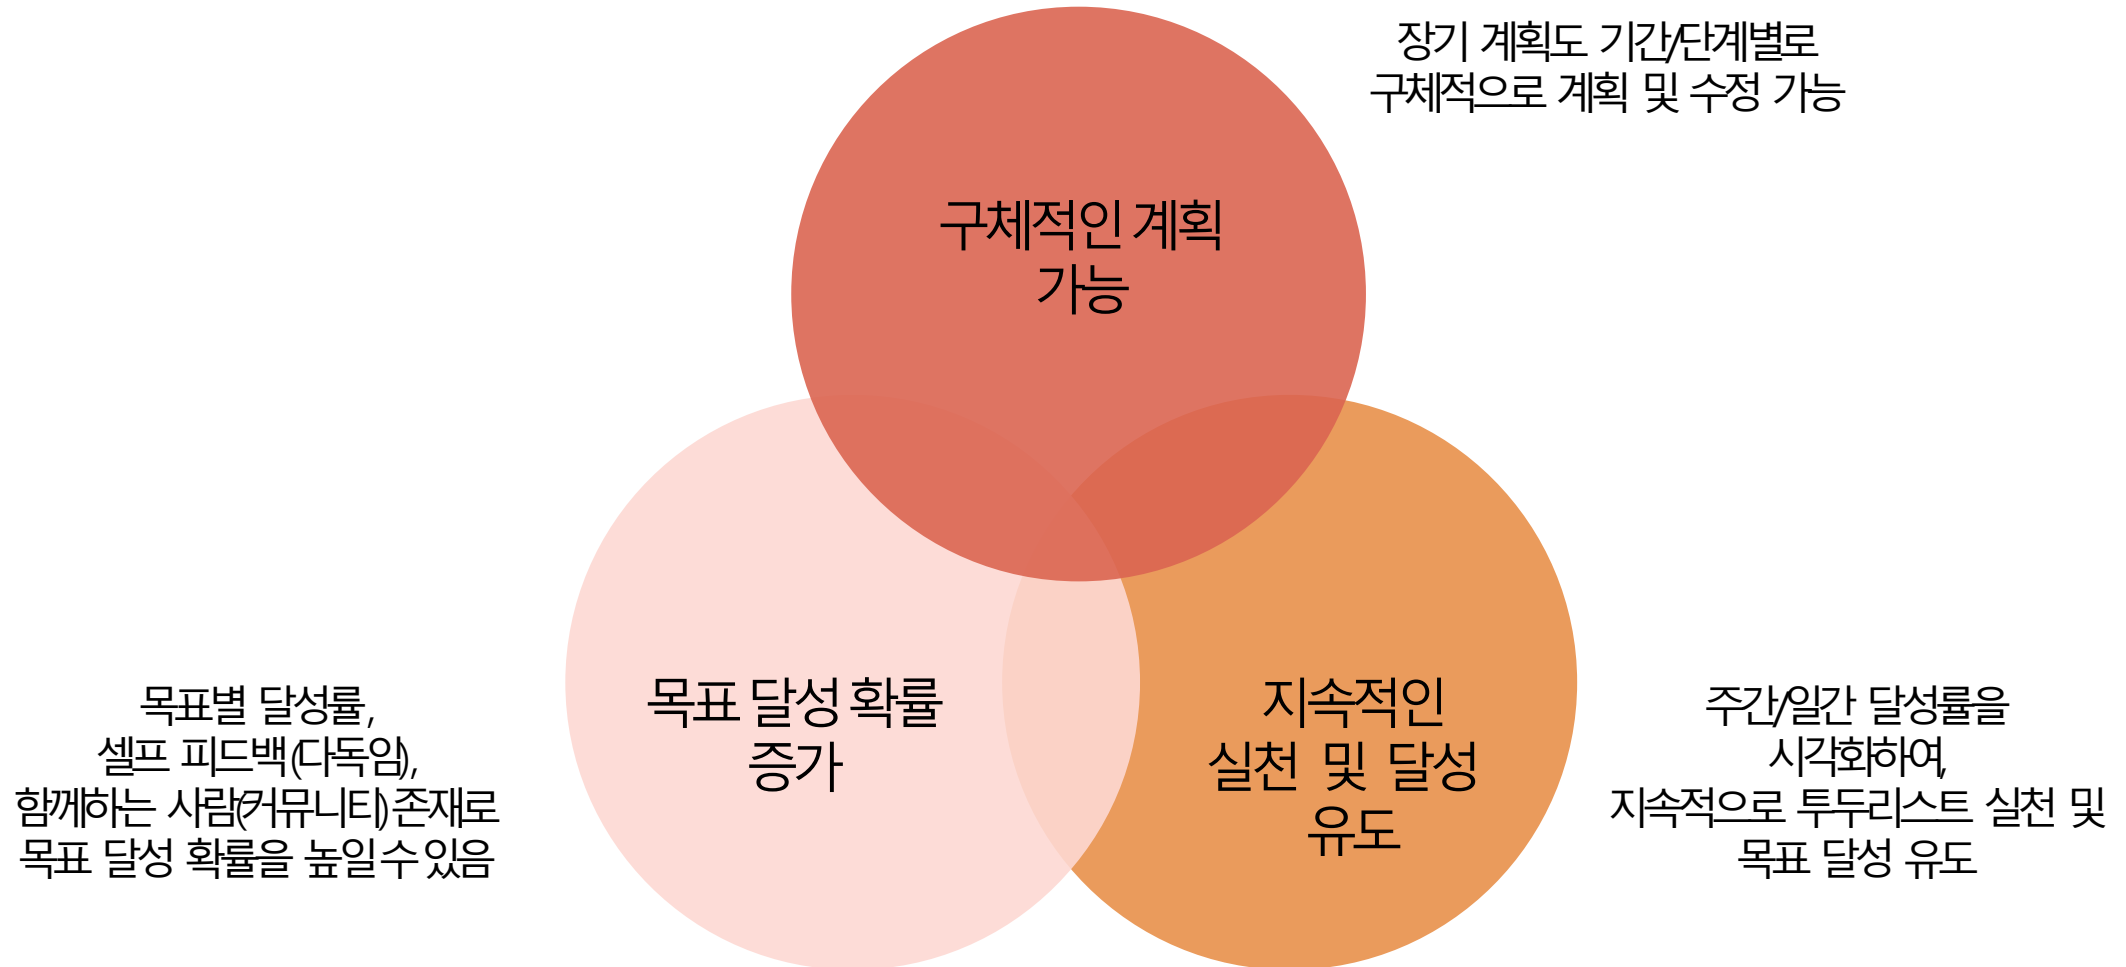 장기 계획도 기간/단계별로
구체적으로 계획 및 수정 가능
구체적인 계획
가능
목표 달성 확률
증가
지속적인
실천 및 달성
유도
목표별 달성률,
셀프 피드백(다독임),
함께하는 사람(커뮤니티)존재로
목표 달성 확률을 높일 수 있음
주간/일간 달성률을
시각화하여,
지속적으로 투두리스트 실천 및
목표 달성 유도